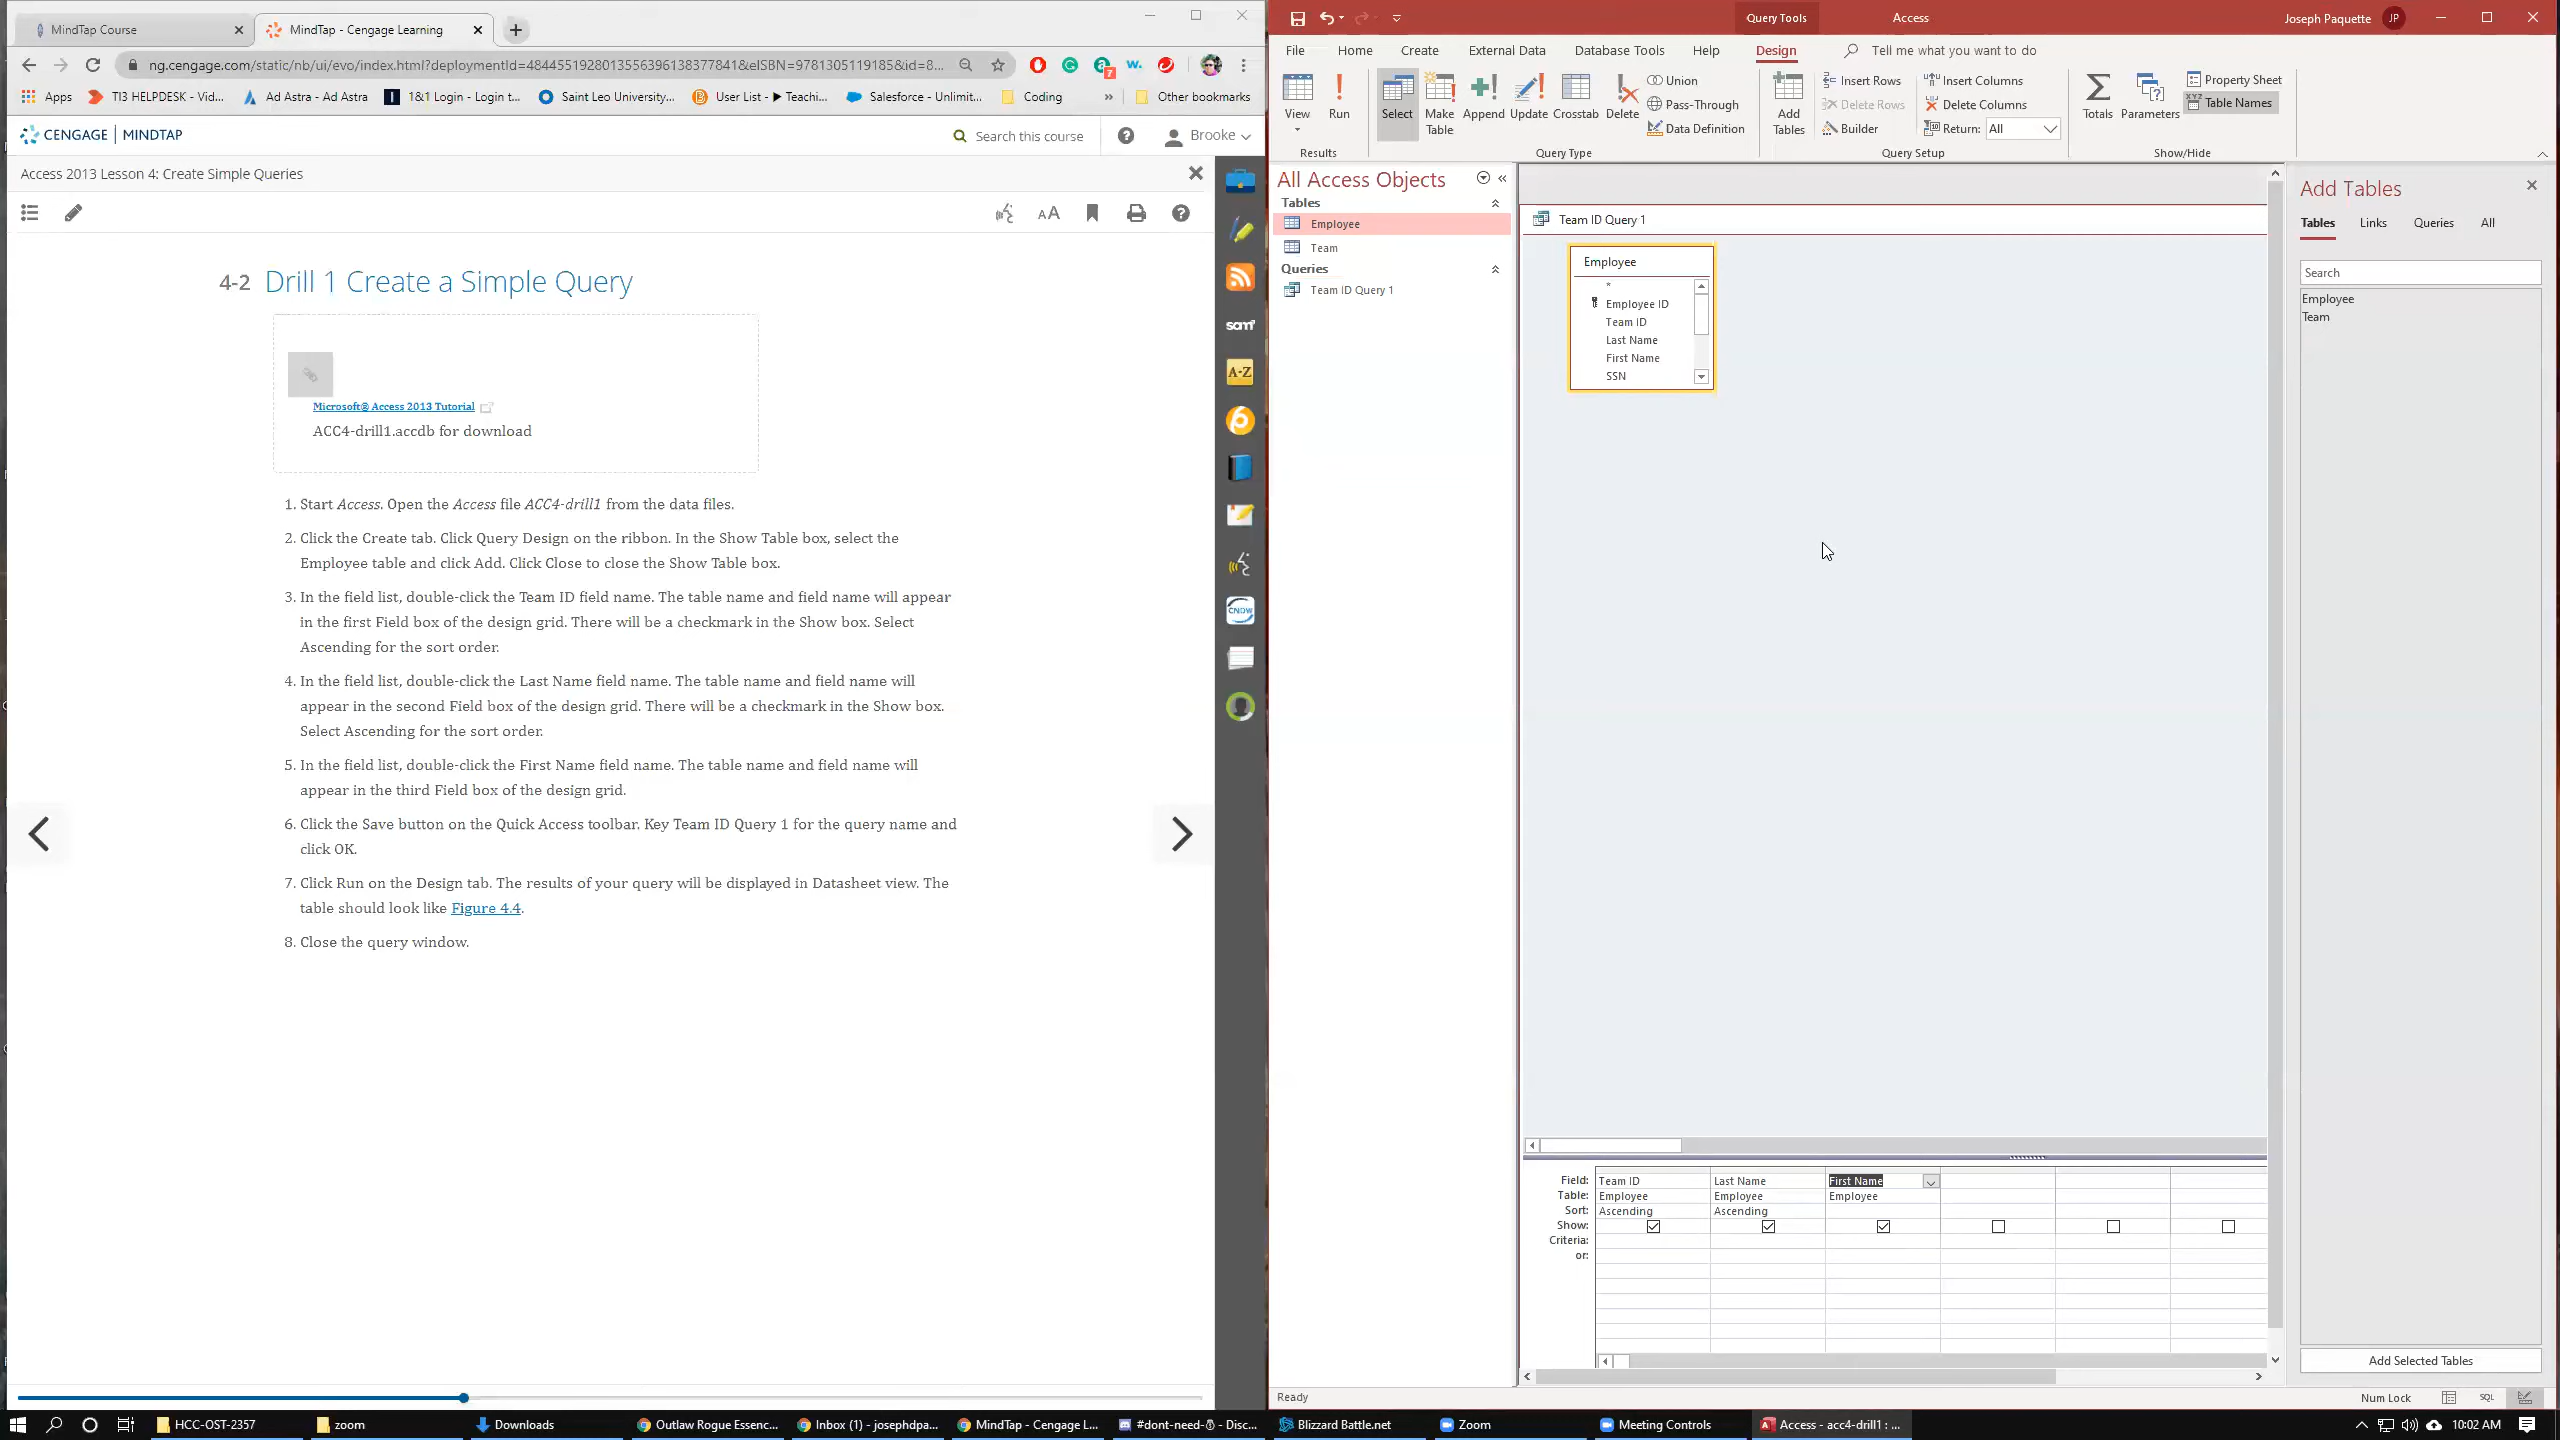 MindTap Course
MindTap - Cengage Learning
ng.cengage.com/static/nb/ui/evo/index.html?deploymentId=4844551928013556396138377841&eISBN=9781305119185&id=8...
Apps
TI3 HELPDESK - Vid...
Ad Astra - Ad Astra
1&1 Login - Login t...
Saint Leo University...
User List - ▶ Teachi...
Salesforce - Unlimit...
Coding
»
Other bookmarks
CENGAGE | MINDTAP
Search this course
Brooke
Access 2013 Lesson 4: Create Simple Queries
AA
4-2 Drill 1 Create a Simple Query
Microsoft® Access 2013 Tutorial
ACC4-drill1.accdb for download
1. Start Access. Open the Access file ACC4-drill1 from the data files.
2. Click the Create tab. Click Query Design on the ribbon. In the Show Table box, select the
Employee table and click Add. Click Close to close the Show Table box.
3. In the field list, double-click the Team ID field name. The table name and field name will appear
in the first Field box of the design grid. There will be a checkmark in the Show box. Select
Ascending for the sort order.
4. In the field list, double-click the Last Name field name. The table name and field name will
appear in the second Field box of the design grid. There will be a checkmark in the Show box.
Select Ascending for the sort order.
5. In the field list, double-click the First Name field name. The table name and field name will
appear in the third Field box of the design grid.
6. Click the Save button on the Quick Access toolbar. Key Team ID Query 1 for the query name and
click OK.
7. Click Run on the Design tab. The results of your query will be displayed in Datasheet view. The
table should look like Figure 4.4.
8. Close the query window.
sam
A-Z
CNOW
Query Tools
Access
Joseph Paquette
JP
File
Home
Create
External Data
Database Tools
Help
Design
Tell me what you want to do
View
Run
Select
Make Table
Append
Update
Crosstab
Delete
Union
Pass-Through
Data Definition
Add Tables
Insert Rows
Delete Rows
Builder
Insert Columns
Delete Columns
Return: All
Totals
Parameters
Property Sheet
Table Names
Results
Query Type
Query Setup
Show/Hide
All Access Objects
Tables
Employee
Team
Queries
Team ID Query 1
Team ID Query 1
Employee
*
Employee ID
Team ID
Last Name
First Name
SSN
Add Tables
Tables
Links
Queries
All
Search
Employee
Team
Field: Team ID Last Name First Name
Table: Employee Employee Employee
Sort: Ascending Ascending
Show:
Criteria:
or:
Add Selected Tables
Ready
Num Lock
SQL
HCC-OST-2357
zoom
Downloads
Outlaw Rogue Essenc...
Inbox (1) - josephdpa...
MindTap - Cengage L...
Blizzard Battle.net
Zoom
Meeting Controls
Access - acc4-drill1 : ...
10:02 AM